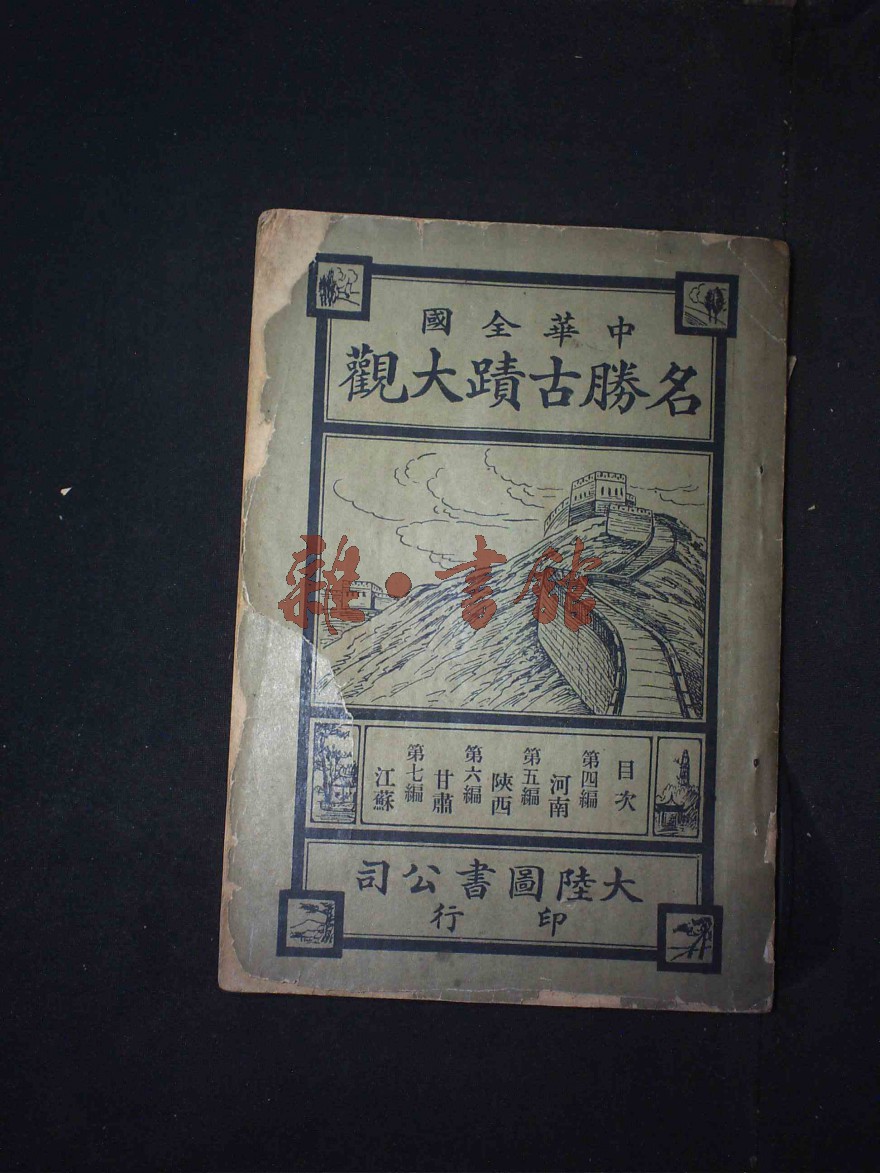 中華全國
名勝古蹟大觀
雜·書館
目次
第四編
河南
第五編
陝西
第六編
甘肅
第七編
江蘇
大陸圖書公司
印行